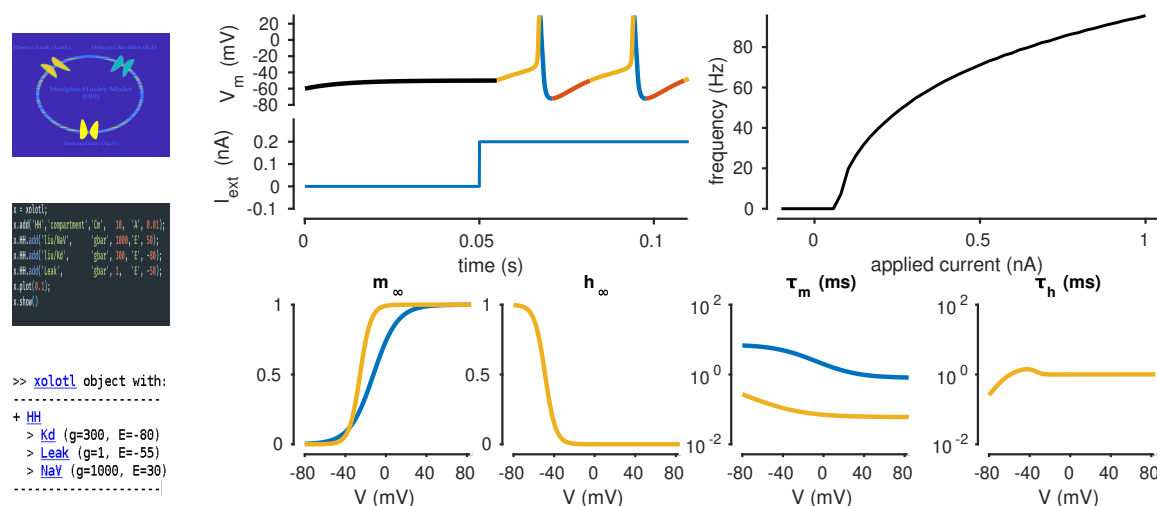 Passive Leak (Leak)
Delayed Rectifier (Kd)
Hodgkin-Huxley Model
(HH)
Fast sodium (NaV)
x = xolotl;
x.add('HH','compartment','Cm', 10, 'A', 0.01);
x.HH.add('liu/NaV', 'gbar', 1000,'E', 50);
x.HH.add('liu/Kd', 'gbar', 300, 'E', -80);
x.HH.add('Leak', 'gbar', 1, 'E', -50);
x.plot(0.1);
x.show()
>> xolotl object with:
---------------------
+ HH
> Kd (g=300, E=-80)
> Leak (g=1, E=-55)
> NaV (g=1000, E=30)
---------------------
V_m (mV)
20
0
-20
-40
-60
-80
I_ext (nA)
0.2
0.1
0
-0.1
0
0.05
0.1
time (s)
frequency (Hz)
80
60
40
20
0
0
0.5
1
applied current (nA)
m_∞
1
0.5
0
-80 -40 0 40 80
V (mV)
h_∞
1
0.5
0
-80 -40 0 40 80
V (mV)
τ_m (ms)
10^2
10^0
10^-2
-80 -40 0 40 80
V (mV)
τ_h (ms)
10^2
10^0
10^-2
-80 -40 0 40 80
V (mV)